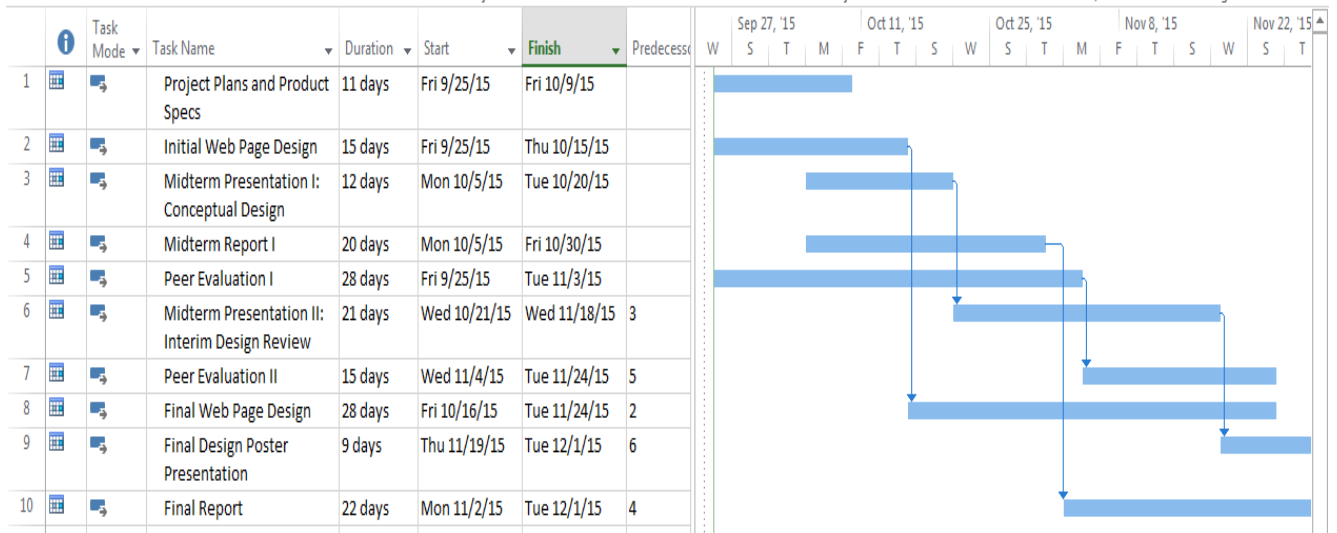 Sep 27, '15 Oct 11, '15 Oct 25, '15 Nov 8, '15 Nov 22, '15
Task
Mode Task Name Duration Start Finish Predecesso W S T M F T S W S T M F T S W S T
1 Project Plans and Product 11 days Fri 9/25/15 Fri 10/9/15
Specs
2 Initial Web Page Design 15 days Fri 9/25/15 Thu 10/15/15
3 Midterm Presentation I: 12 days Mon 10/5/15 Tue 10/20/15
Conceptual Design
4 Midterm Report I 20 days Mon 10/5/15 Fri 10/30/15
5 Peer Evaluation I 28 days Fri 9/25/15 Tue 11/3/15
6 Midterm Presentation II: 21 days Wed 10/21/15 Wed 11/18/15 3
Interim Design Review
7 Peer Evaluation II 15 days Wed 11/4/15 Tue 11/24/15 5
8 Final Web Page Design 28 days Fri 10/16/15 Tue 11/24/15 2
9 Final Design Poster 9 days Thu 11/19/15 Tue 12/1/15 6
Presentation
10 Final Report 22 days Mon 11/2/15 Tue 12/1/15 4